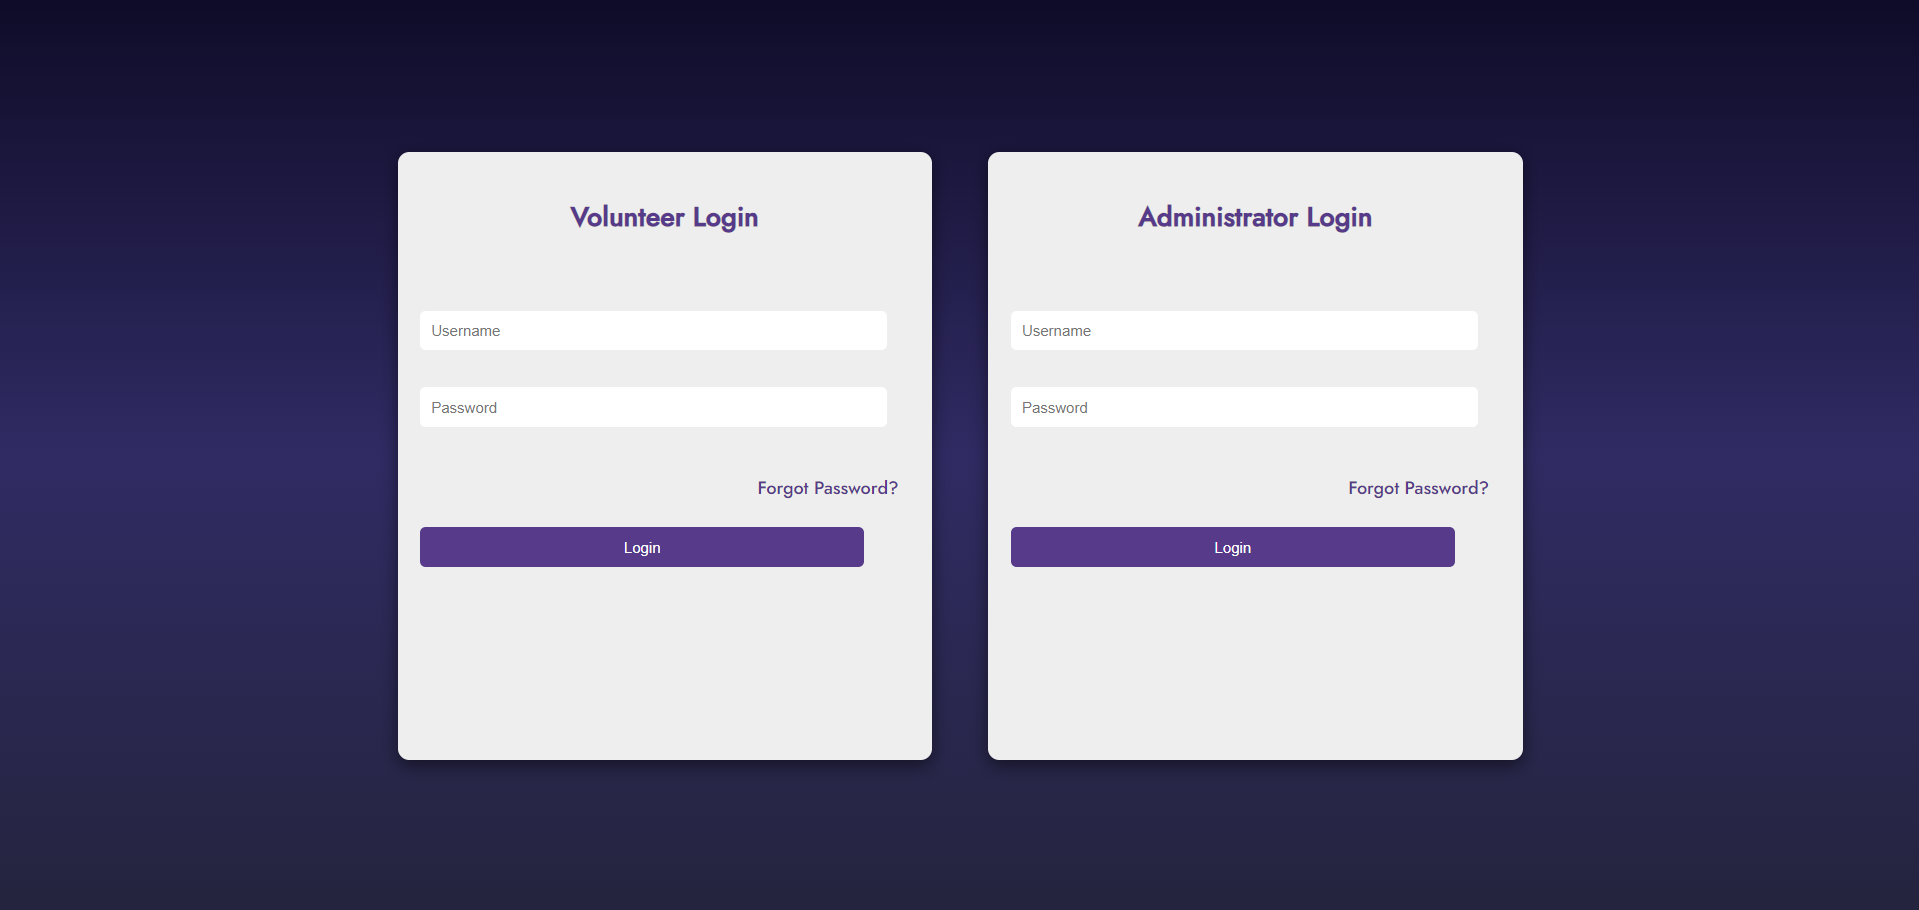 Volunteer Login
Username
Password
Forgot Password?
Login
Administrator Login
Username
Password
Forgot Password?
Login